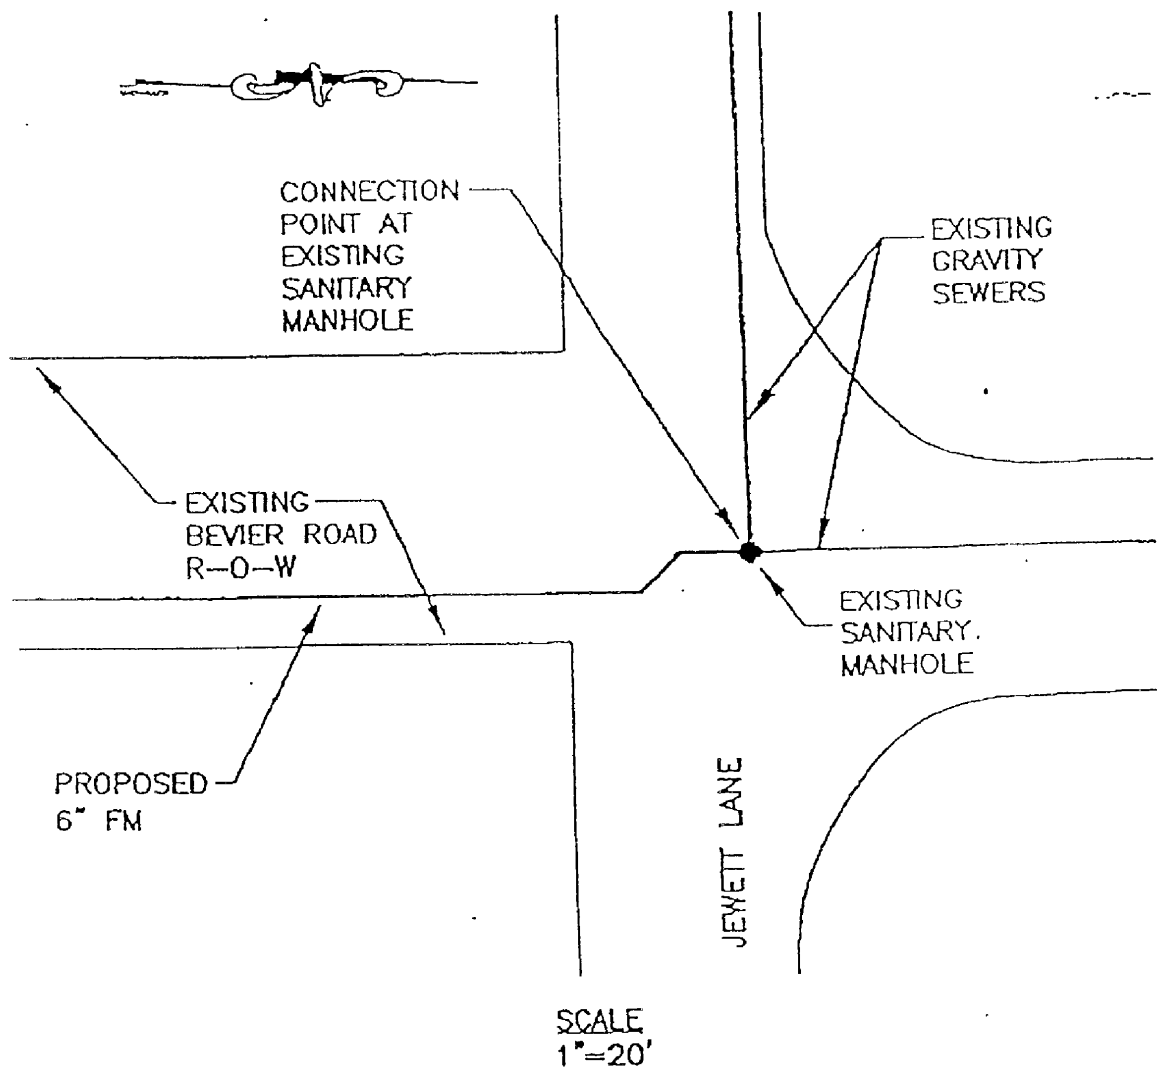 CONNECTION
POINT AT
EXISTING
SANITARY
MANHOLE
EXISTING
GRAVITY
SEWERS
EXISTING
BEVIER ROAD
R-O-W
EXISTING
SANITARY.
MANHOLE
PROPOSED
6" FM
JEWETT LANE
SCALE
1"=20'